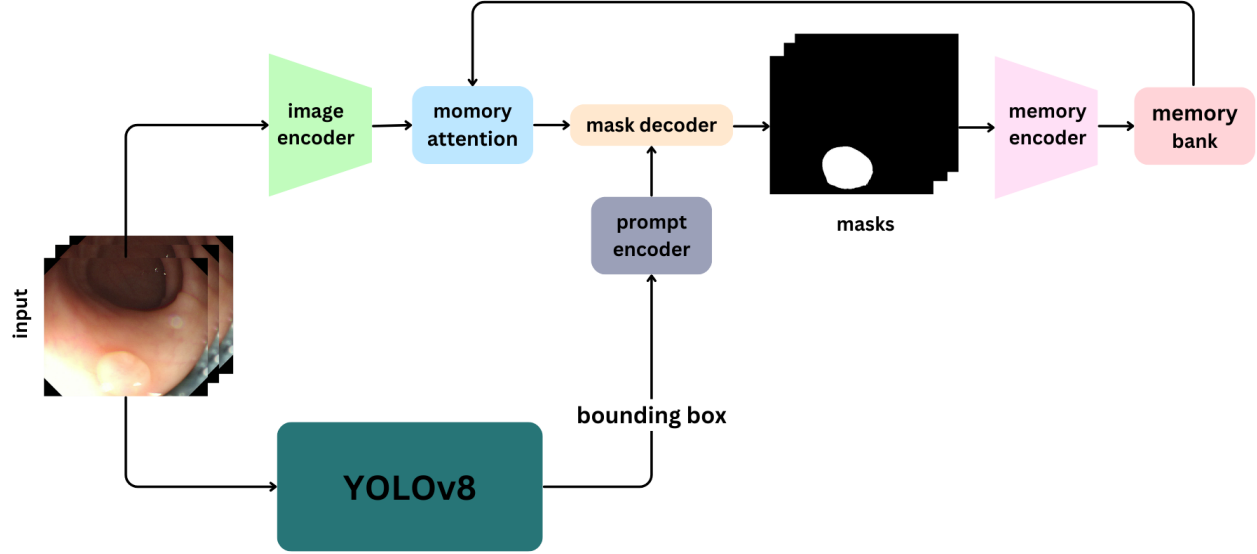 image
encoder
momory
attention
mask decoder
memory
encoder
memory
bank
prompt
encoder
masks
input
bounding box
YOLOv8